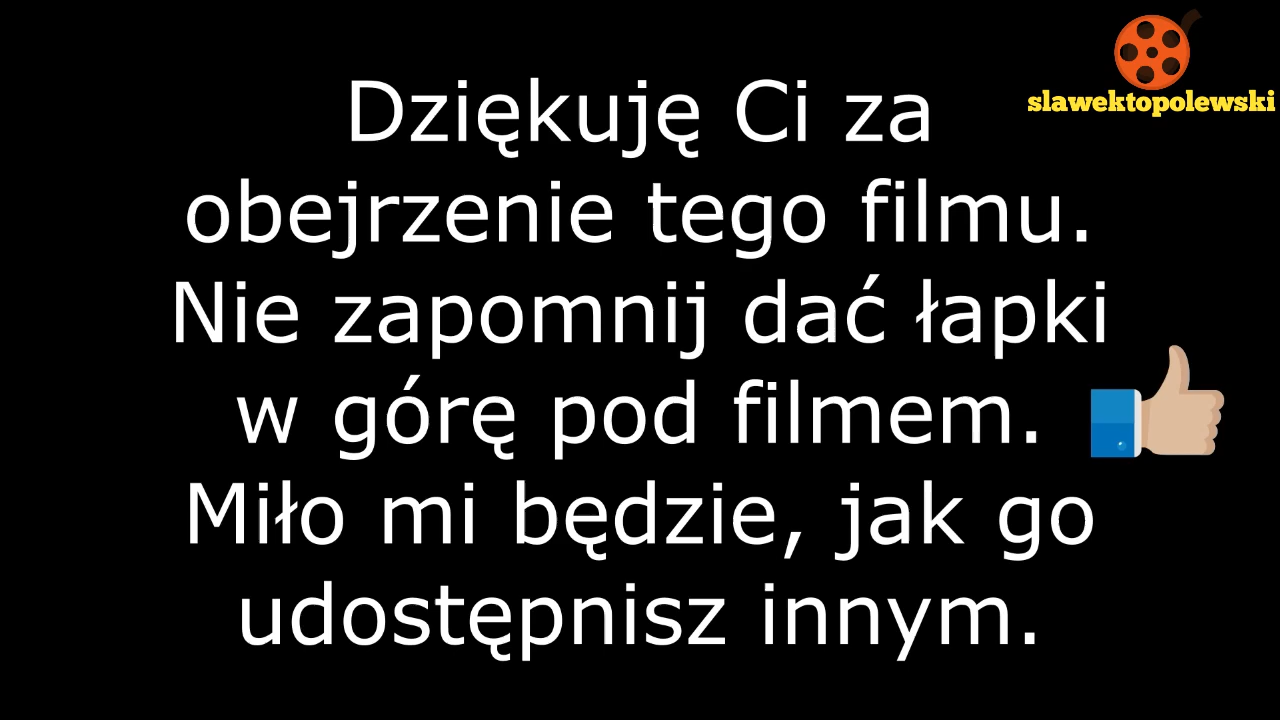 slawektopolewski
Dziękuję Ci za
obejrzenie tego filmu.
Nie zapomnij dać łapki
w górę pod filmem.
Miło mi będzie, jak go
udostępnisz innym.